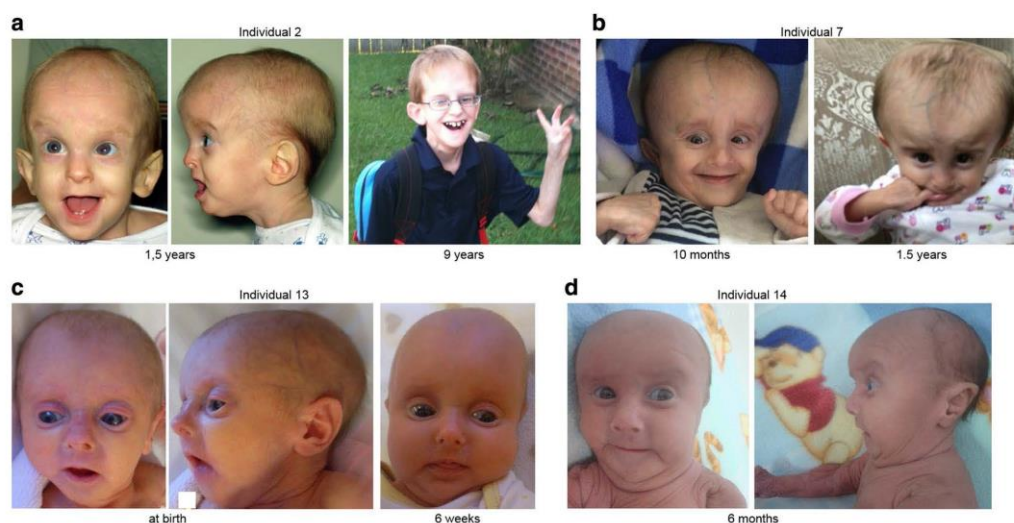 a
Individual 2
1,5 years
9 years
b
Individual 7
10 months
1.5 years
c
Individual 13
at birth
6 weeks
d
Individual 14
6 months